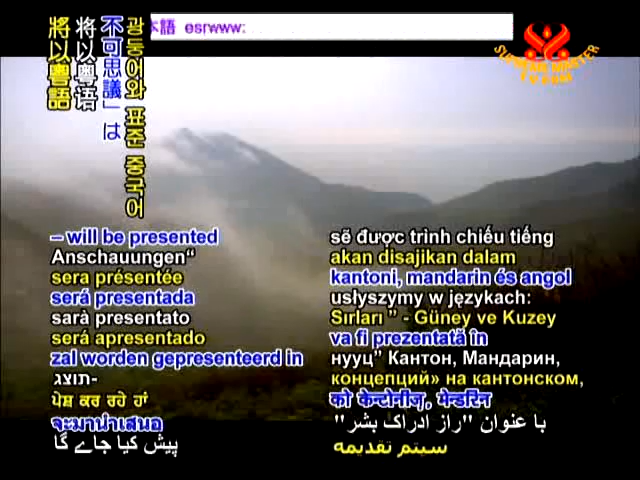 本語 esrwww:
SUPREME MASTER
TELEVISION
將以粵語
将以粤语
不可思議」は
광둥어와 표준 중국어
– will be presented
Anschauungen“
sera présentée
será presentada
sarà presentato
será apresentado
zal worden gepresenteerd in
תוצג-
ਪੇਸ਼ ਕਰ ਰਹੇ ਹਾਂ
จะมานำเสนอ
پیش کیا جاے گا
sẽ được trình chiếu tiếng
akan disajikan dalam
kantoni, mandarin és angol
usłyszymy w językach:
Sırları ” - Güney ve Kuzey
va fi prezentată în
нууц” Кантон, Мандарин,
концепций» на кантонском,
को केन्टोनीज़, मेन्डरिन
با عنوان "راز ادراک بشر"
سيتم تقديمه